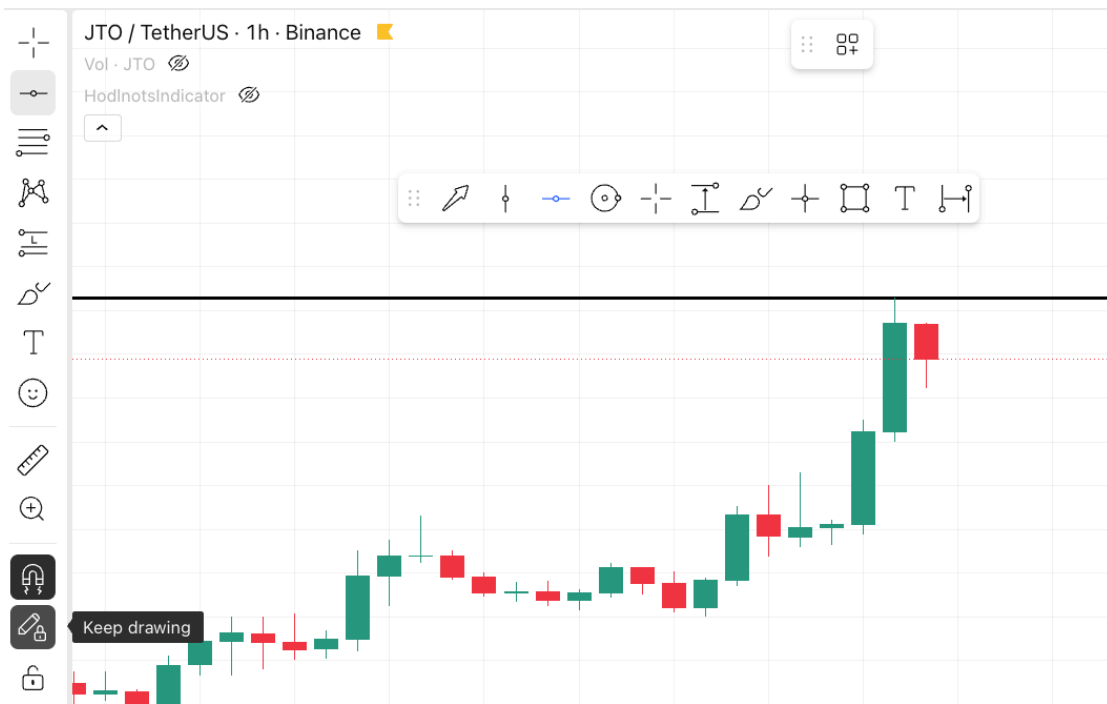 JTO / TetherUS · 1h · Binance
Vol · JTO
HodlnotsIndicator
Keep drawing